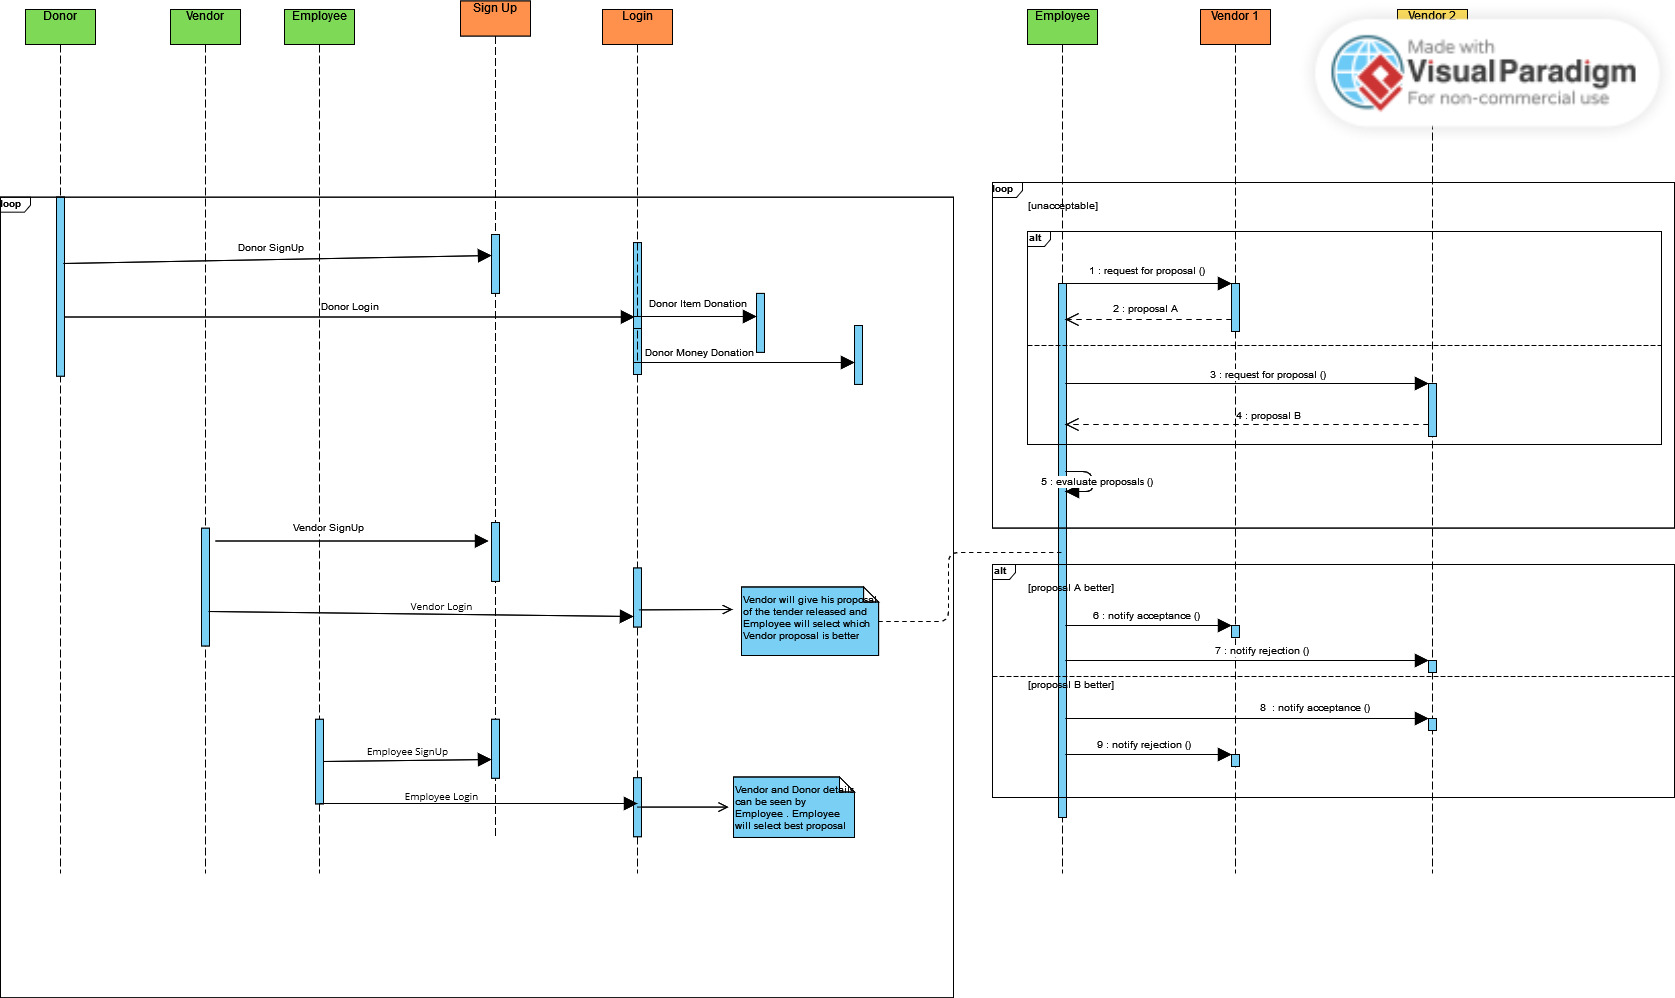 Donor
Vendor
Employee
Sign Up
Login
Employee
Vendor 1
Vendor 2
Made with
Visual Paradigm
For non-commercial use
loop
Donor SignUp
Donor Login
Donor Item Donation
Donor Money Donation
Vendor SignUp
Vendor Login
Vendor will give his proposal
of the tender released and
Employee will select which
Vendor proposal is better
Employee SignUp
Employee Login
Vendor and Donor details
can be seen by
Employee . Employee
will select best proposal
loop
[unacceptable]
alt
1 : request for proposal ()
2 : proposal A
3 : request for proposal ()
4 : proposal B
5 : evaluate proposals ()
alt
[proposal A better]
6 : notify acceptance ()
7 : notify rejection ()
[proposal B better]
8 : notify acceptance ()
9 : notify rejection ()